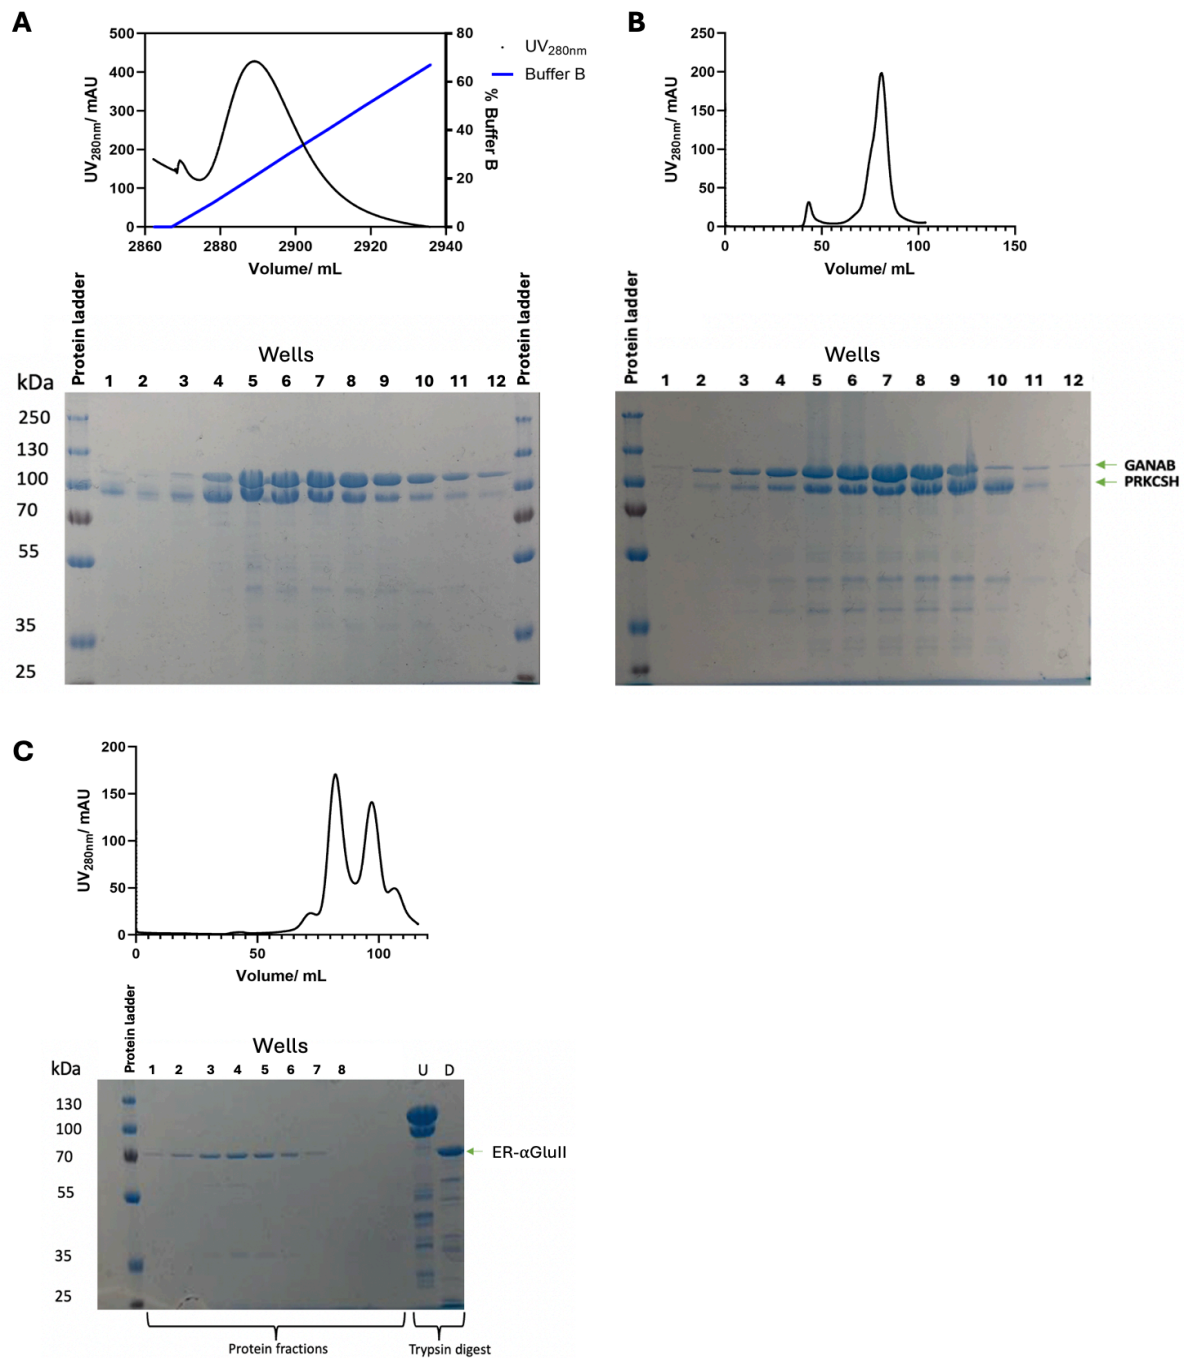 A
500
400
300
200
100
0
UV280nm/ mAU
2860 2880 2900 2920 2940
Volume/ mL
80
60
40
20
0
% Buffer B
UV280nm
Buffer B
Protein ladder
Wells
Protein ladder
kDa
1 2 3 4 5 6 7 8 9 10 11 12
250
130
100
70
55
35
25
B
250
200
150
100
50
0
UV280nm/ mAU
0 50 100 150
Volume/ mL
Protein ladder
Wells
1 2 3 4 5 6 7 8 9 10 11 12
GANAB
PRKCSH
C
200
150
100
50
0
UV280nm/ mAU
0 50 100
Volume/ mL
Protein ladder
Wells
kDa
1 2 3 4 5 6 7 8 U D
130
100
70
55
35
25
ER-αGluII
Protein fractions
Trypsin digest